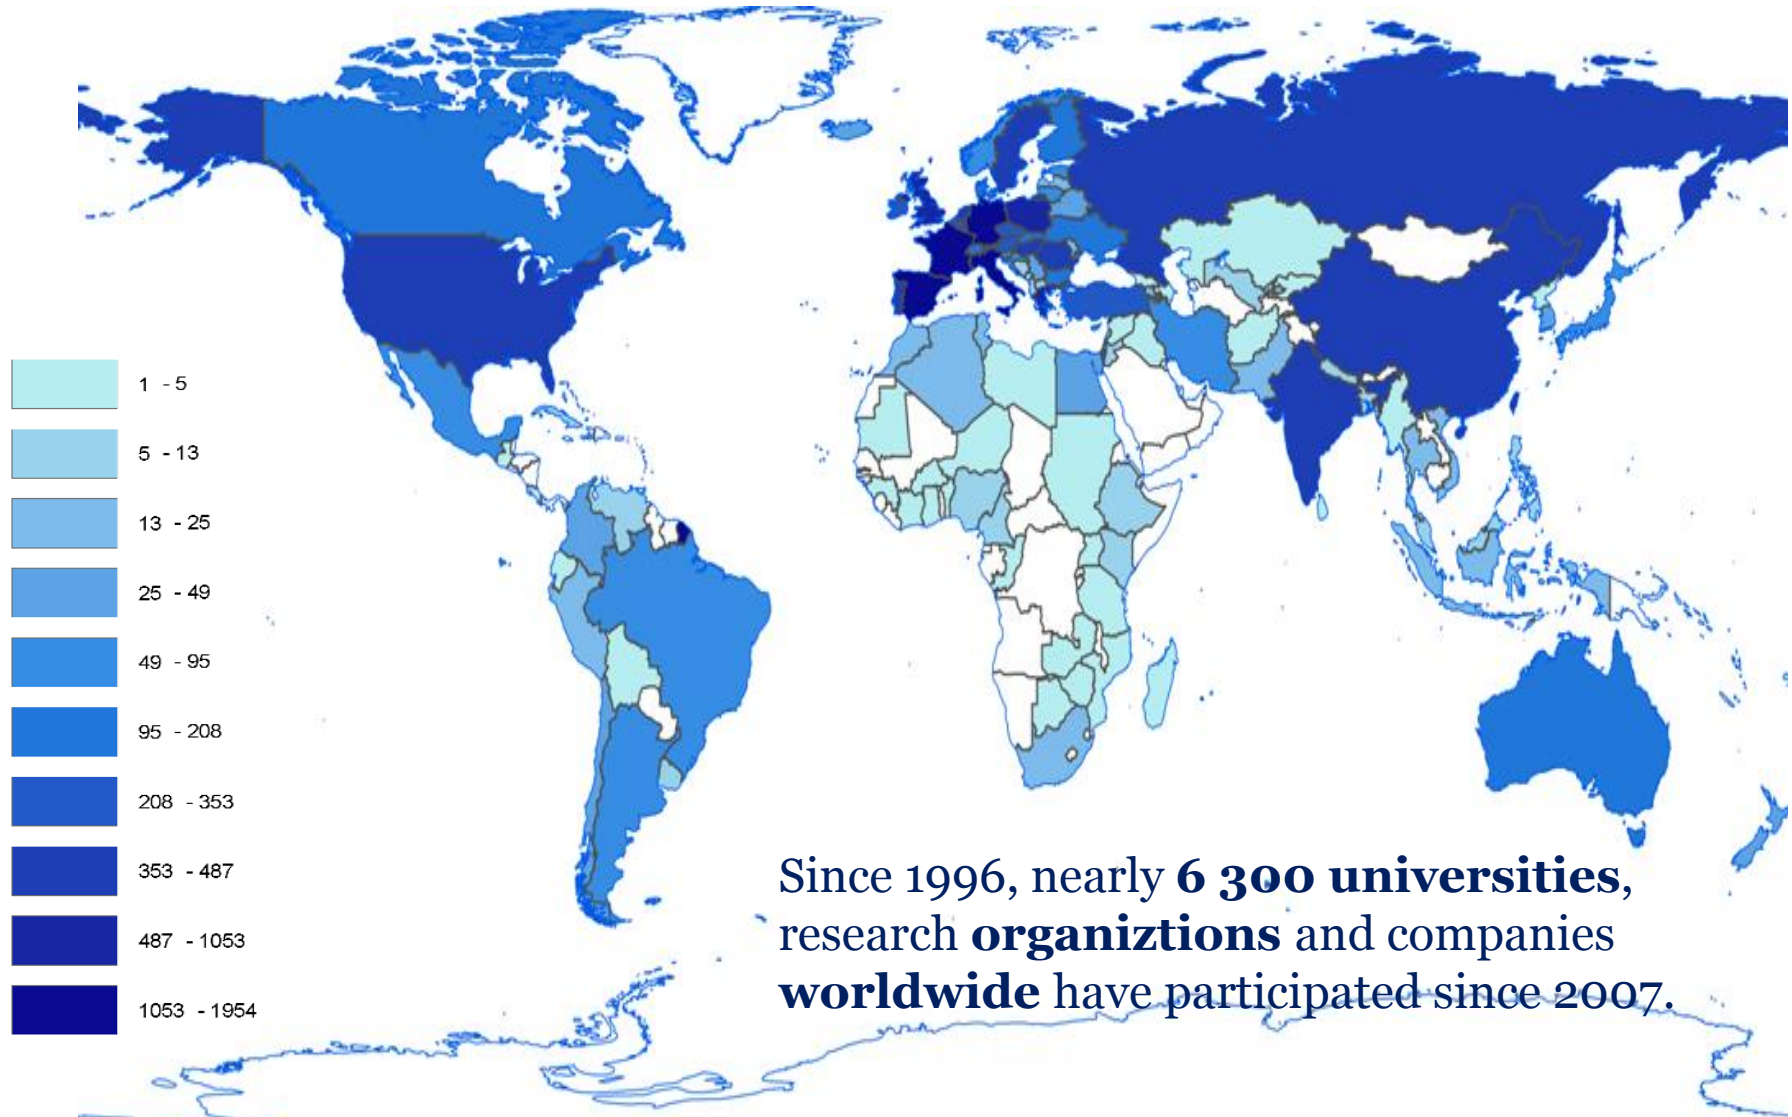 1 - 5
5 - 13
13 - 25
25 - 49
49 - 95
95 - 208
208 - 353
353 - 487
487 - 1053
1053 - 1954
Since 1996, nearly 6 300 universities,
research organiztions and companies
worldwide have participated since 2007.